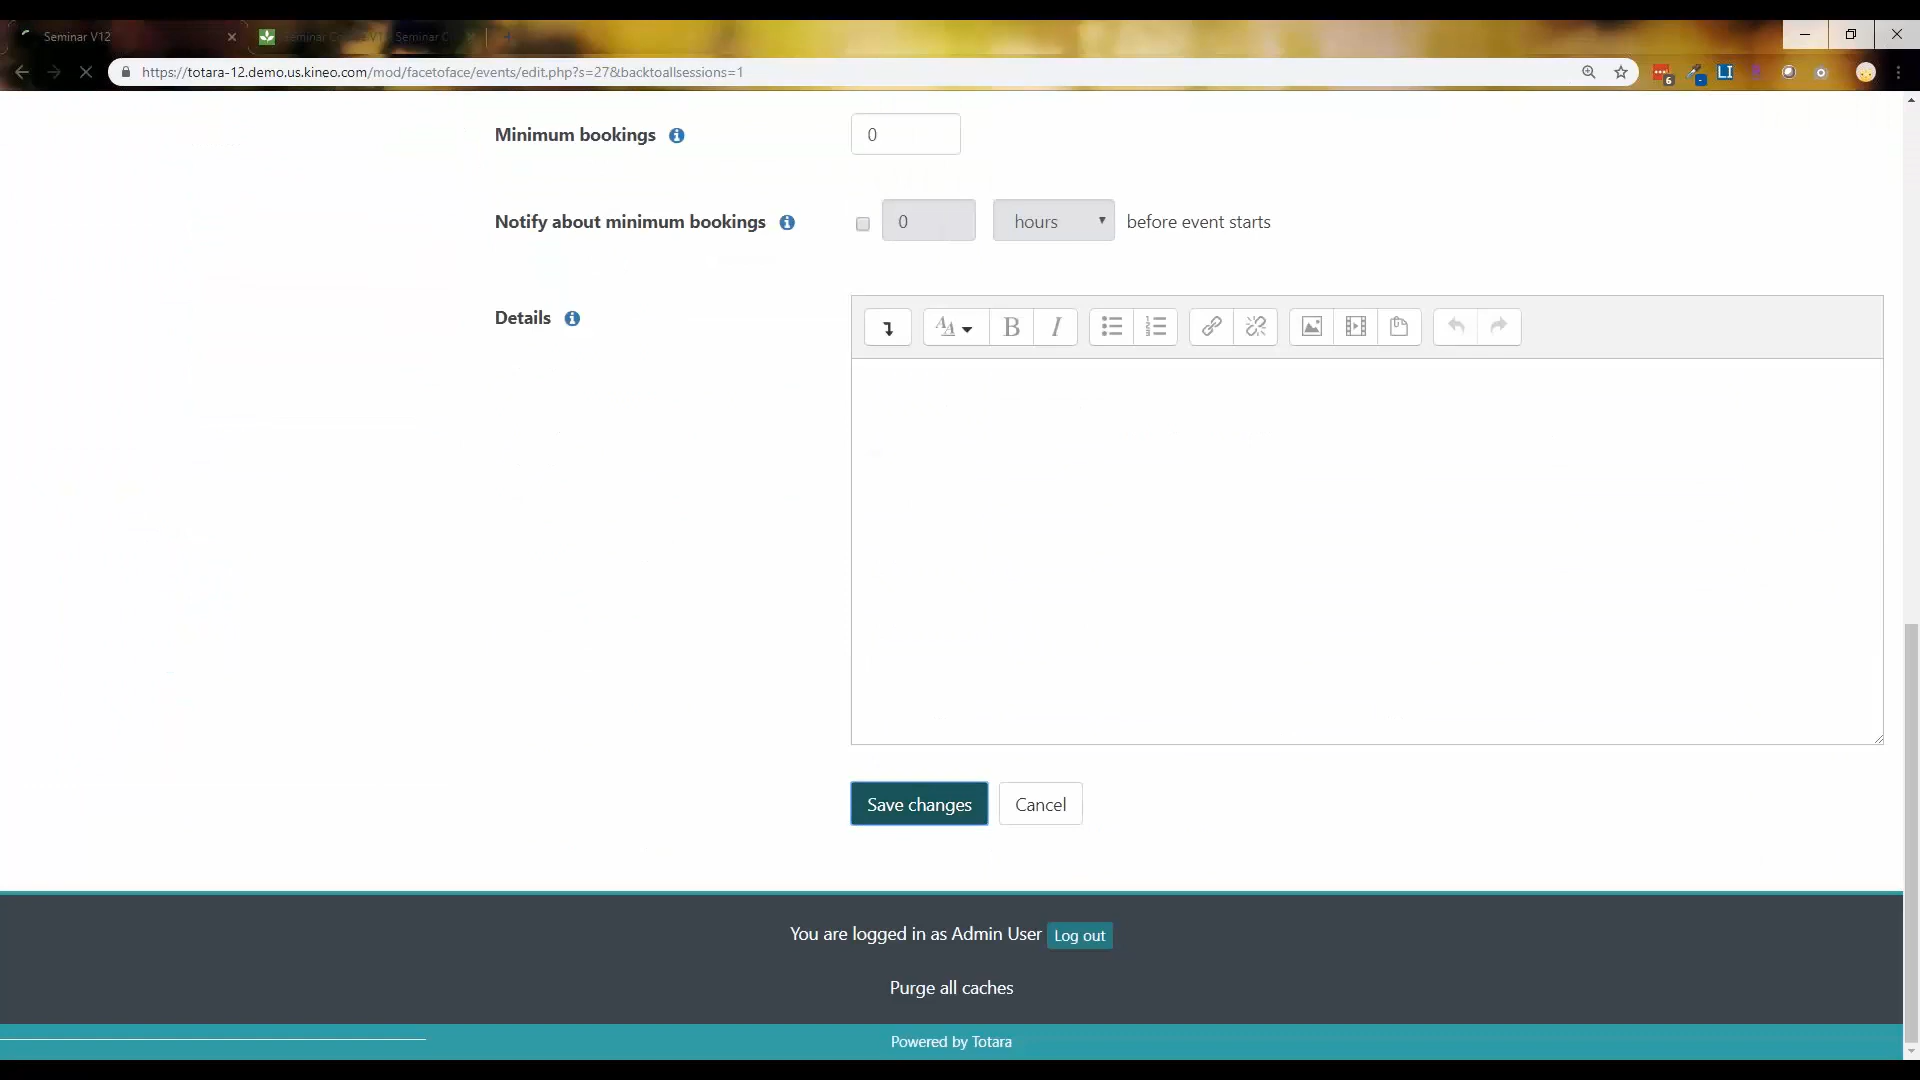 Seminar V12
Seminar C
https://totara-12.demo.us.kineo.com/mod/facetoface/events/edit.php?s=27&backtoallsessions=1
6
LI
Minimum bookings
0
Notify about minimum bookings
0
hours
before event starts
Details
B I
Save changes
Cancel
You are logged in as Admin User Log out
Purge all caches
Powered by Totara